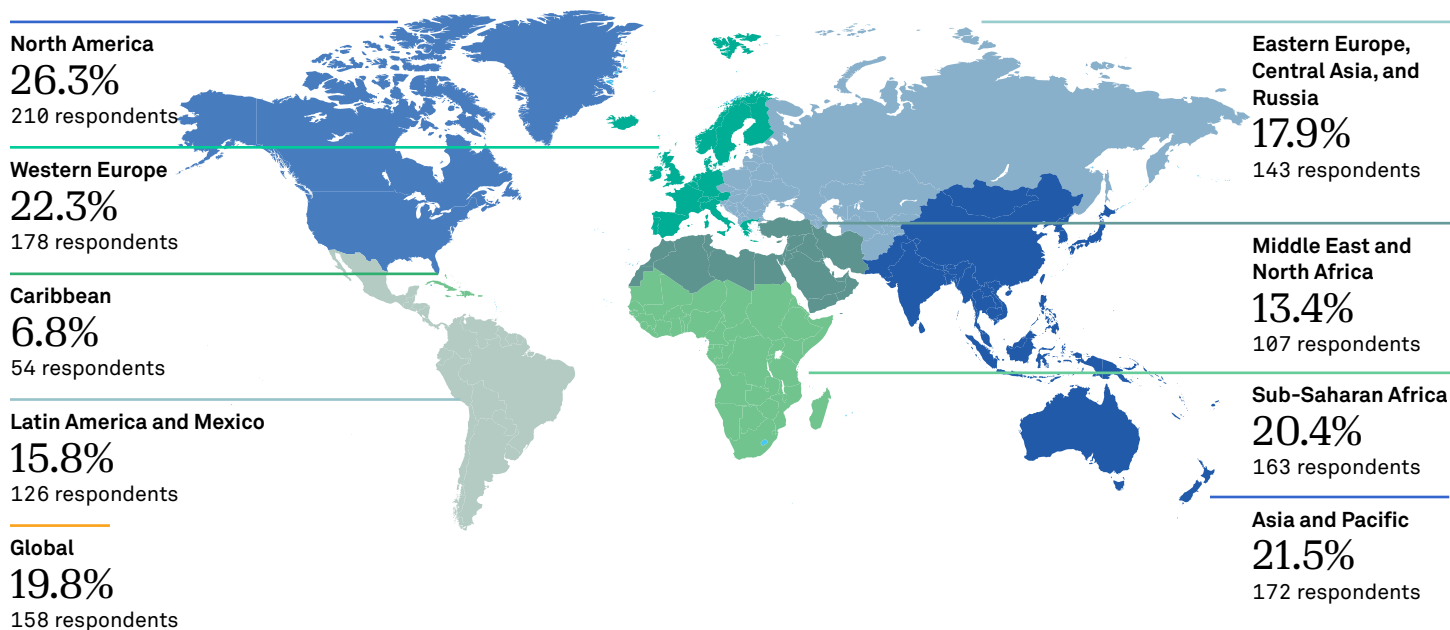 North America
26.3%
210 respondents
Western Europe
22.3%
178 respondents
Caribbean
6.8%
54 respondents
Latin America and Mexico
15.8%
126 respondents
Global
19.8%
158 respondents
Eastern Europe,
Central Asia, and
Russia
17.9%
143 respondents
Middle East and
North Africa
13.4%
107 respondents
Sub-Saharan Africa
20.4%
163 respondents
Asia and Pacific
21.5%
172 respondents